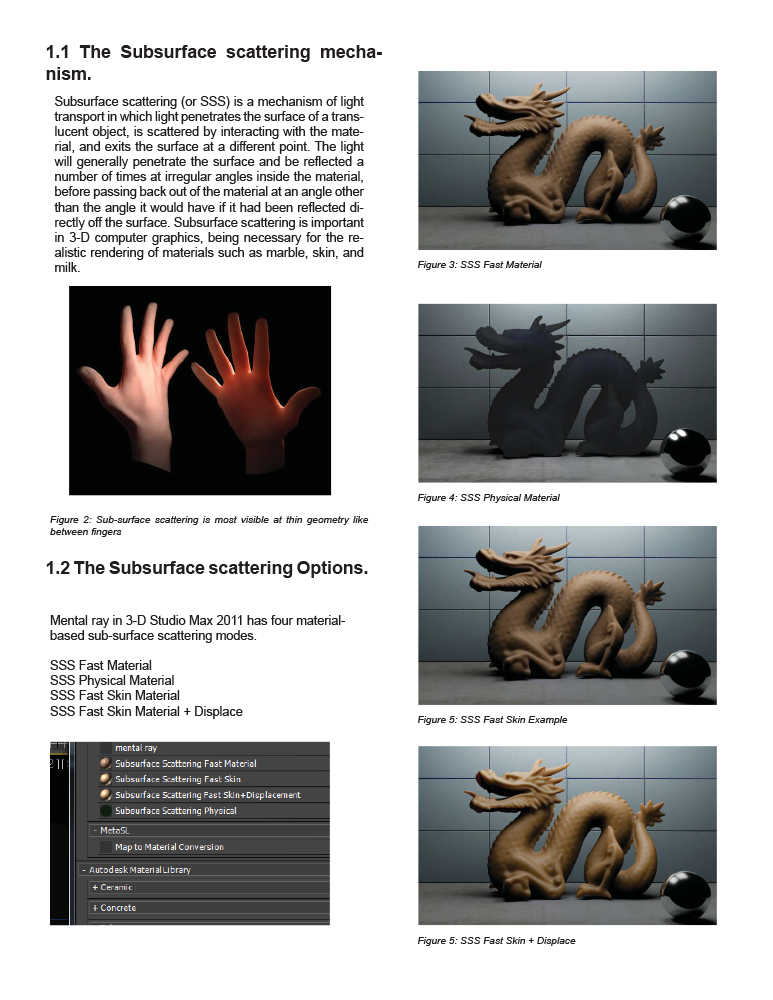 1.1 The Subsurface scattering mecha-
nism.
Subsurface scattering (or SSS) is a mechanism of light
transport in which light penetrates the surface of a trans-
lucent object, is scattered by interacting with the mate-
rial, and exits the surface at a different point. The light
will generally penetrate the surface and be reflected a
number of times at irregular angles inside the material,
before passing back out of the material at an angle other
than the angle it would have if it had been reflected di-
rectly off the surface. Subsurface scattering is important
in 3-D computer graphics, being necessary for the re-
alistic rendering of materials such as marble, skin, and
milk.
Figure 2: Sub-surface scattering is most visible at thin geometry like
between fingers
1.2 The Subsurface scattering Options.
Mental ray in 3-D Studio Max 2011 has four material-
based sub-surface scattering modes.
SSS Fast Material
SSS Physical Material
SSS Fast Skin Material
SSS Fast Skin Material + Displace
mental ray
Subsurface Scattering Fast Material
Subsurface Scattering Fast Skin
Subsurface Scattering Fast Skin+Displacement
Subsurface Scattering Physical
- MetaSL
Map to Material Conversion
- Autodesk Material Library
+ Ceramic
+ Concrete
Figure 3: SSS Fast Material
Figure 4: SSS Physical Material
Figure 5: SSS Fast Skin Example
Figure 5: SSS Fast Skin + Displace